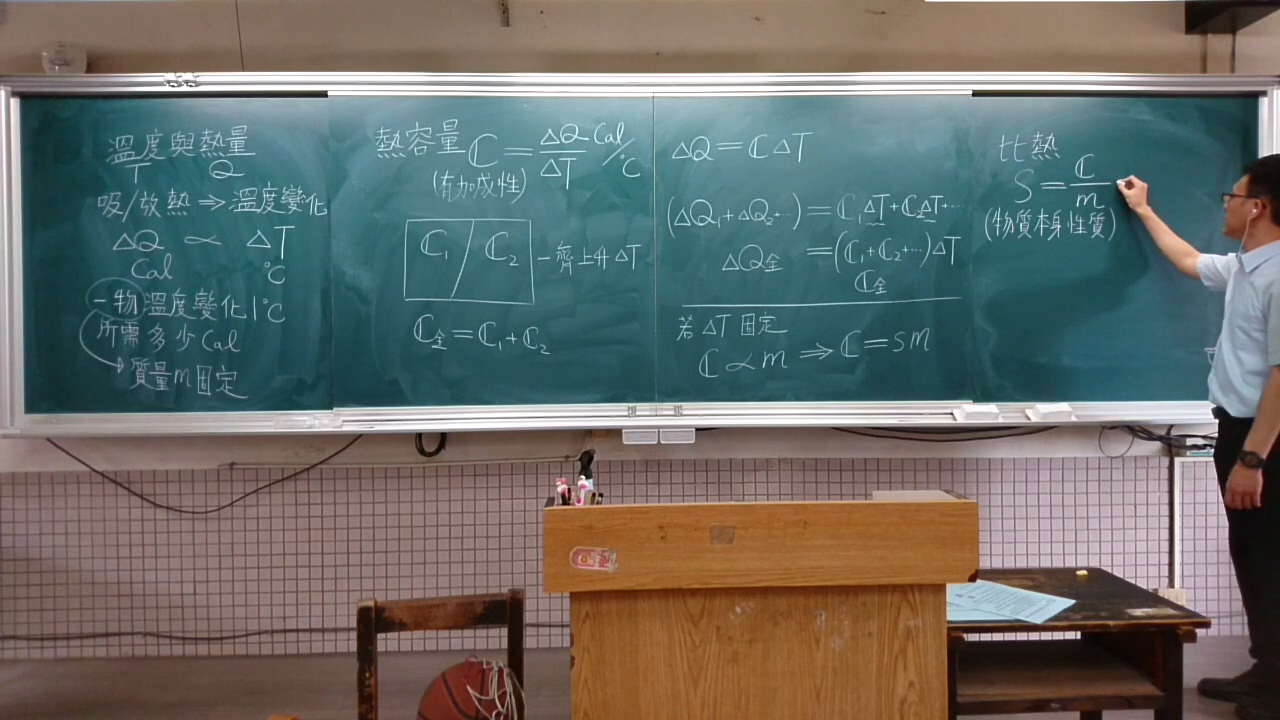 溫度與熱量
T Q
吸/放熱⇒溫度變化
ΔQ ∝ ΔT
Cal °C
一物溫度變化1°C
所需多少Cal
質量m固定
熱容量 ℂ = ΔQ/ΔT Cal/°C
(有加成性)
ℂ₁ / ℂ₂ 一齊上升ΔT
ℂ全 = ℂ₁ + ℂ₂
ΔQ = ℂΔT
(ΔQ₁+ΔQ₂+…) = ℂ₁ΔT+ℂ₂ΔT+…
ΔQ全 = (ℂ₁+ℂ₂+…)ΔT
ℂ全
若ΔT固定
ℂ∝m ⇒ ℂ=sm
比熱
S = ℂ/m
(物質本身性質)